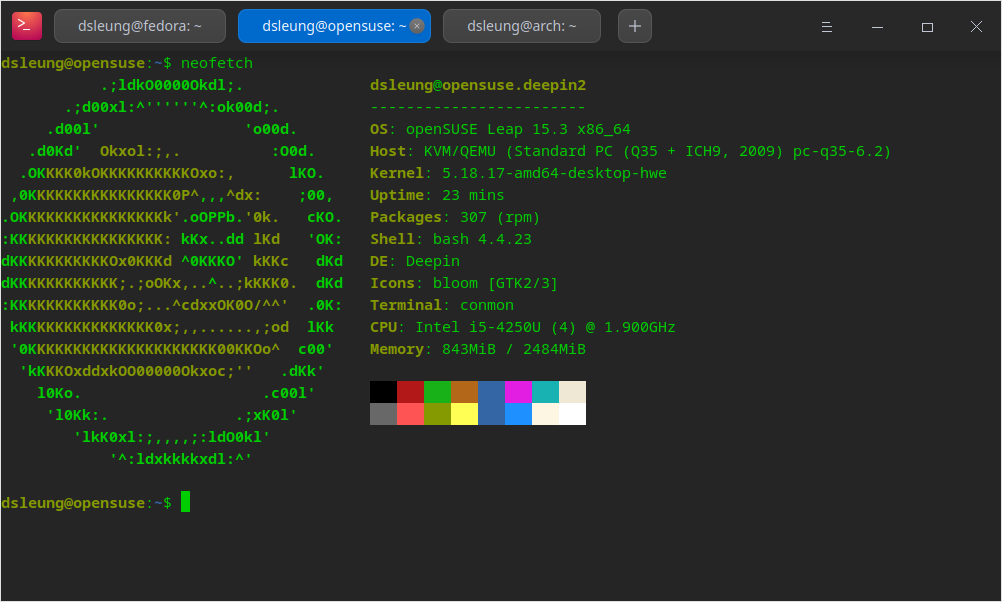 dsleung@fedora: ~
dsleung@opensuse: ~
dsleung@arch: ~
dsleung@opensuse:~$ neofetch
.;ldkO0000Okdl;.
.;d00xl:^''''''^:ok00d;.
.d00l'                'o00d.
.d0Kd'  Okxol:;,.          :O0d.
.OKKKK0kOKKKKKKKKKKOxo:,      lKO.
,0KKKKKKKKKKKKKKKK0P^,,,^dx:    ;00,
.OKKKKKKKKKKKKKKKKk'.oOPPb.'0k.   cKO.
:KKKKKKKKKKKKKKKKK: kKx..dd lKd   'OK:
dKKKKKKKKKKKOx0KKKd ^0KKKO' kKKc   dKd
dKKKKKKKKKKKK;.;oOKx,..^..;kKKK0.  dKd
:KKKKKKKKKKKK0o;...^cdxxOK0O/^^'  .0K:
kKKKKKKKKKKKKKKK0x;,,......,;od  lKk
'0KKKKKKKKKKKKKKKKKKKKK00KKOo^  c00'
'kKKKOxddxkOO00000Okxoc;''   .dKk'
l0Ko.                    .c00l'
'l0Kk:.              .;xK0l'
'lkK0xl:;,,,,;:ldO0kl'
'^:ldxkkkkxdl:^'
dsleung@opensuse.deepin2
------------------------
OS: openSUSE Leap 15.3 x86_64
Host: KVM/QEMU (Standard PC (Q35 + ICH9, 2009) pc-q35-6.2)
Kernel: 5.18.17-amd64-desktop-hwe
Uptime: 23 mins
Packages: 307 (rpm)
Shell: bash 4.4.23
DE: Deepin
Icons: bloom [GTK2/3]
Terminal: conmon
CPU: Intel i5-4250U (4) @ 1.900GHz
Memory: 843MiB / 2484MiB
dsleung@opensuse:~$